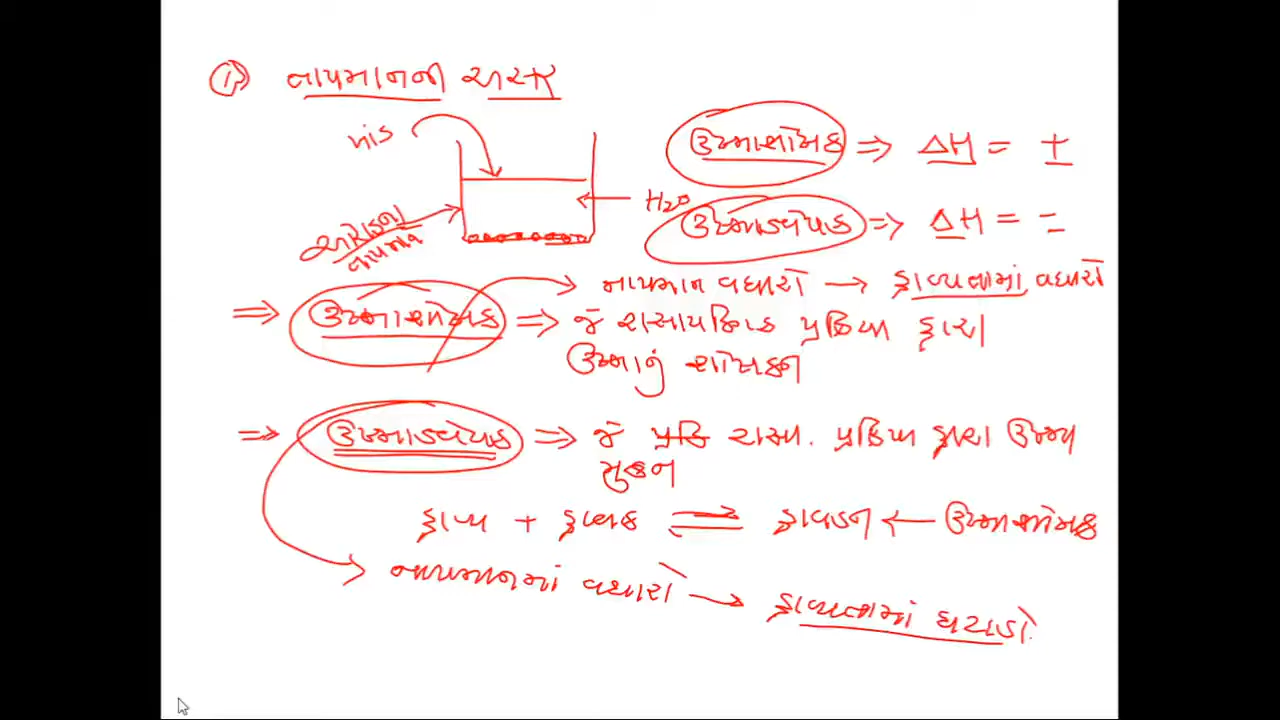 ① તાપમાનની અસર
ખાંડ
H2O
તાપમાન
ઉષ્માશોષક ⇒ ΔH = +
ઉષ્માક્ષેપક ⇒ ΔH = -
તાપમાન વધારો → દ્રાવ્યતામાં વધારો
⇒ ઉષ્માશોષક ⇒ જે રાસાયણિક પ્રક્રિયા દ્વારા
ઉષ્માનું શોષણ
⇒ ઉષ્માક્ષેપક ⇒ જે પ્રક્રિ રાસા. પ્રક્રિયા દ્વારા ઉષ્મા
મુક્ત
દ્રાવ્ય + દ્રાવક ⇌ દ્રાવણ ← ઉષ્માશોષક
તાપમાનમાં વધારો → દ્રાવ્યતામાં ઘટાડો